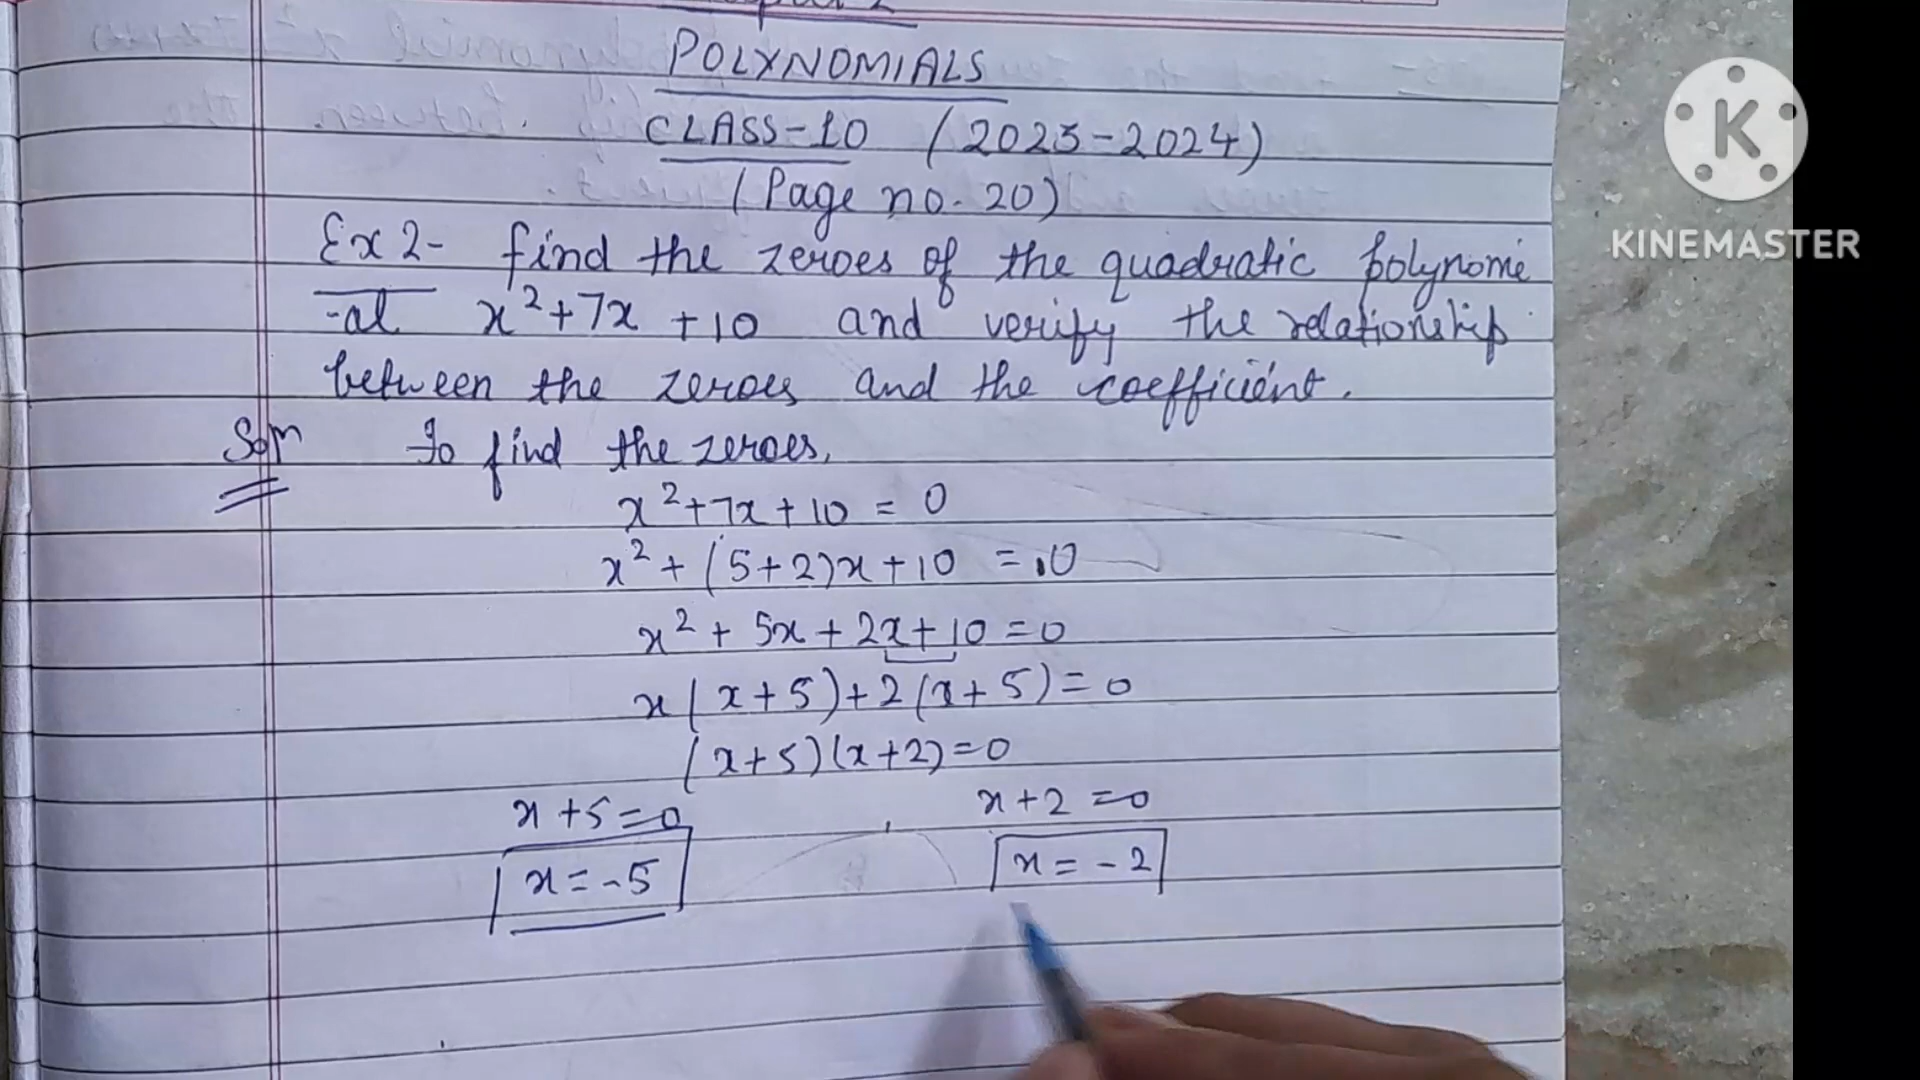 POLYNOMIALS
CLASS-10 (2023-2024)
(Page no. 20)
Ex 2- find the zeroes of the quadratic polynomi
-al x²+7x+10 and verify the relationship
between the zeroes and the coefficient.
Soln To find the zeroes,
x²+7x+10 = 0
x²+(5+2)x+10 = 0
x²+5x+2x+10=0
x(x+5)+2(x+5)=0
(x+5)(x+2)=0
x+5=0 , x+2=0
x=-5 x=-2
K
KINEMASTER